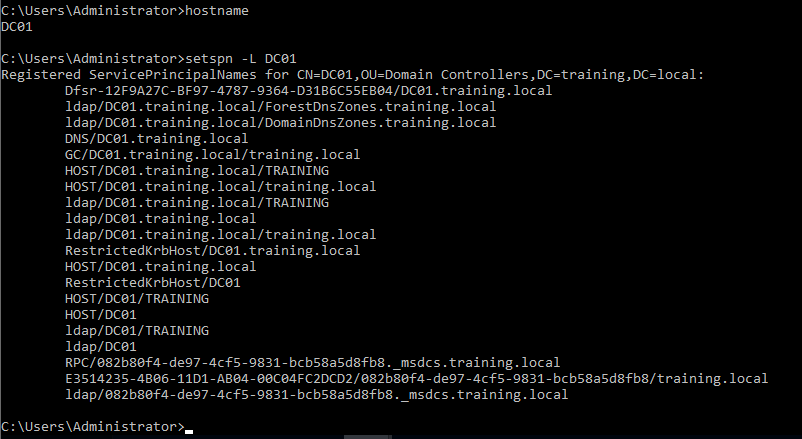 C:\Users\Administrator>hostname
DC01
C:\Users\Administrator>setspn -L DC01
Registered ServicePrincipalNames for CN=DC01,OU=Domain Controllers,DC=training,DC=local:
Dfsr-12F9A27C-BF97-4787-9364-D31B6C55EB04/DC01.training.local
ldap/DC01.training.local/ForestDnsZones.training.local
ldap/DC01.training.local/DomainDnsZones.training.local
DNS/DC01.training.local
GC/DC01.training.local/training.local
HOST/DC01.training.local/TRAINING
HOST/DC01.training.local/training.local
ldap/DC01.training.local/TRAINING
ldap/DC01.training.local
ldap/DC01.training.local/training.local
RestrictedKrbHost/DC01.training.local
HOST/DC01.training.local
RestrictedKrbHost/DC01
HOST/DC01/TRAINING
HOST/DC01
ldap/DC01/TRAINING
ldap/DC01
RPC/082b80f4-de97-4cf5-9831-bcb58a5d8fb8._msdcs.training.local
E3514235-4B06-11D1-AB04-00C04FC2DCD2/082b80f4-de97-4cf5-9831-bcb58a5d8fb8/training.local
ldap/082b80f4-de97-4cf5-9831-bcb58a5d8fb8._msdcs.training.local
C:\Users\Administrator>